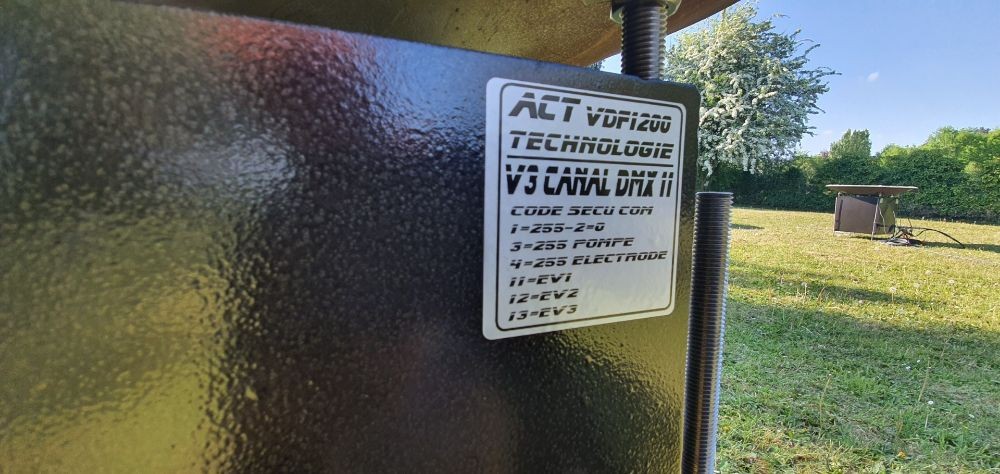 ACT VDF1200
TECHNOLOGIE
V3 CANAL DMX 11
CODE SECU COM
1=255-2=0
3=255 POMPE
4=255 ELECTRODE
11=EV1
12=EV2
13=EV3